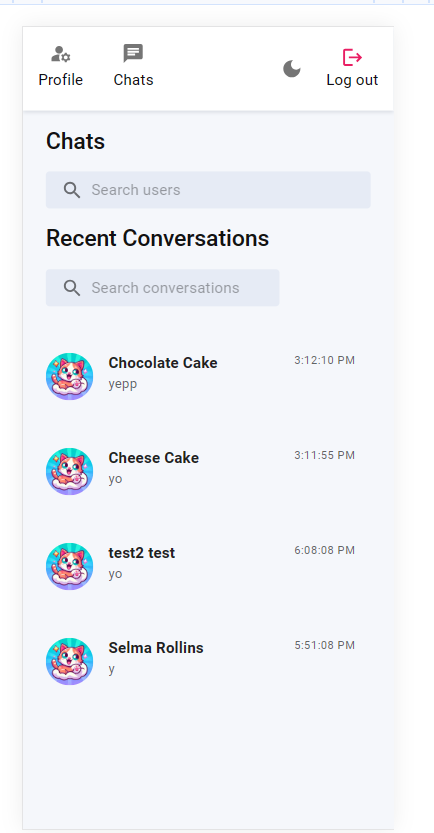 Profile Chats Log out
Chats
Search users
Recent Conversations
Search conversations
Chocolate Cake 3:12:10 PM
yepp
Cheese Cake 3:11:55 PM
yo
test2 test 6:08:08 PM
yo
Selma Rollins 5:51:08 PM
y